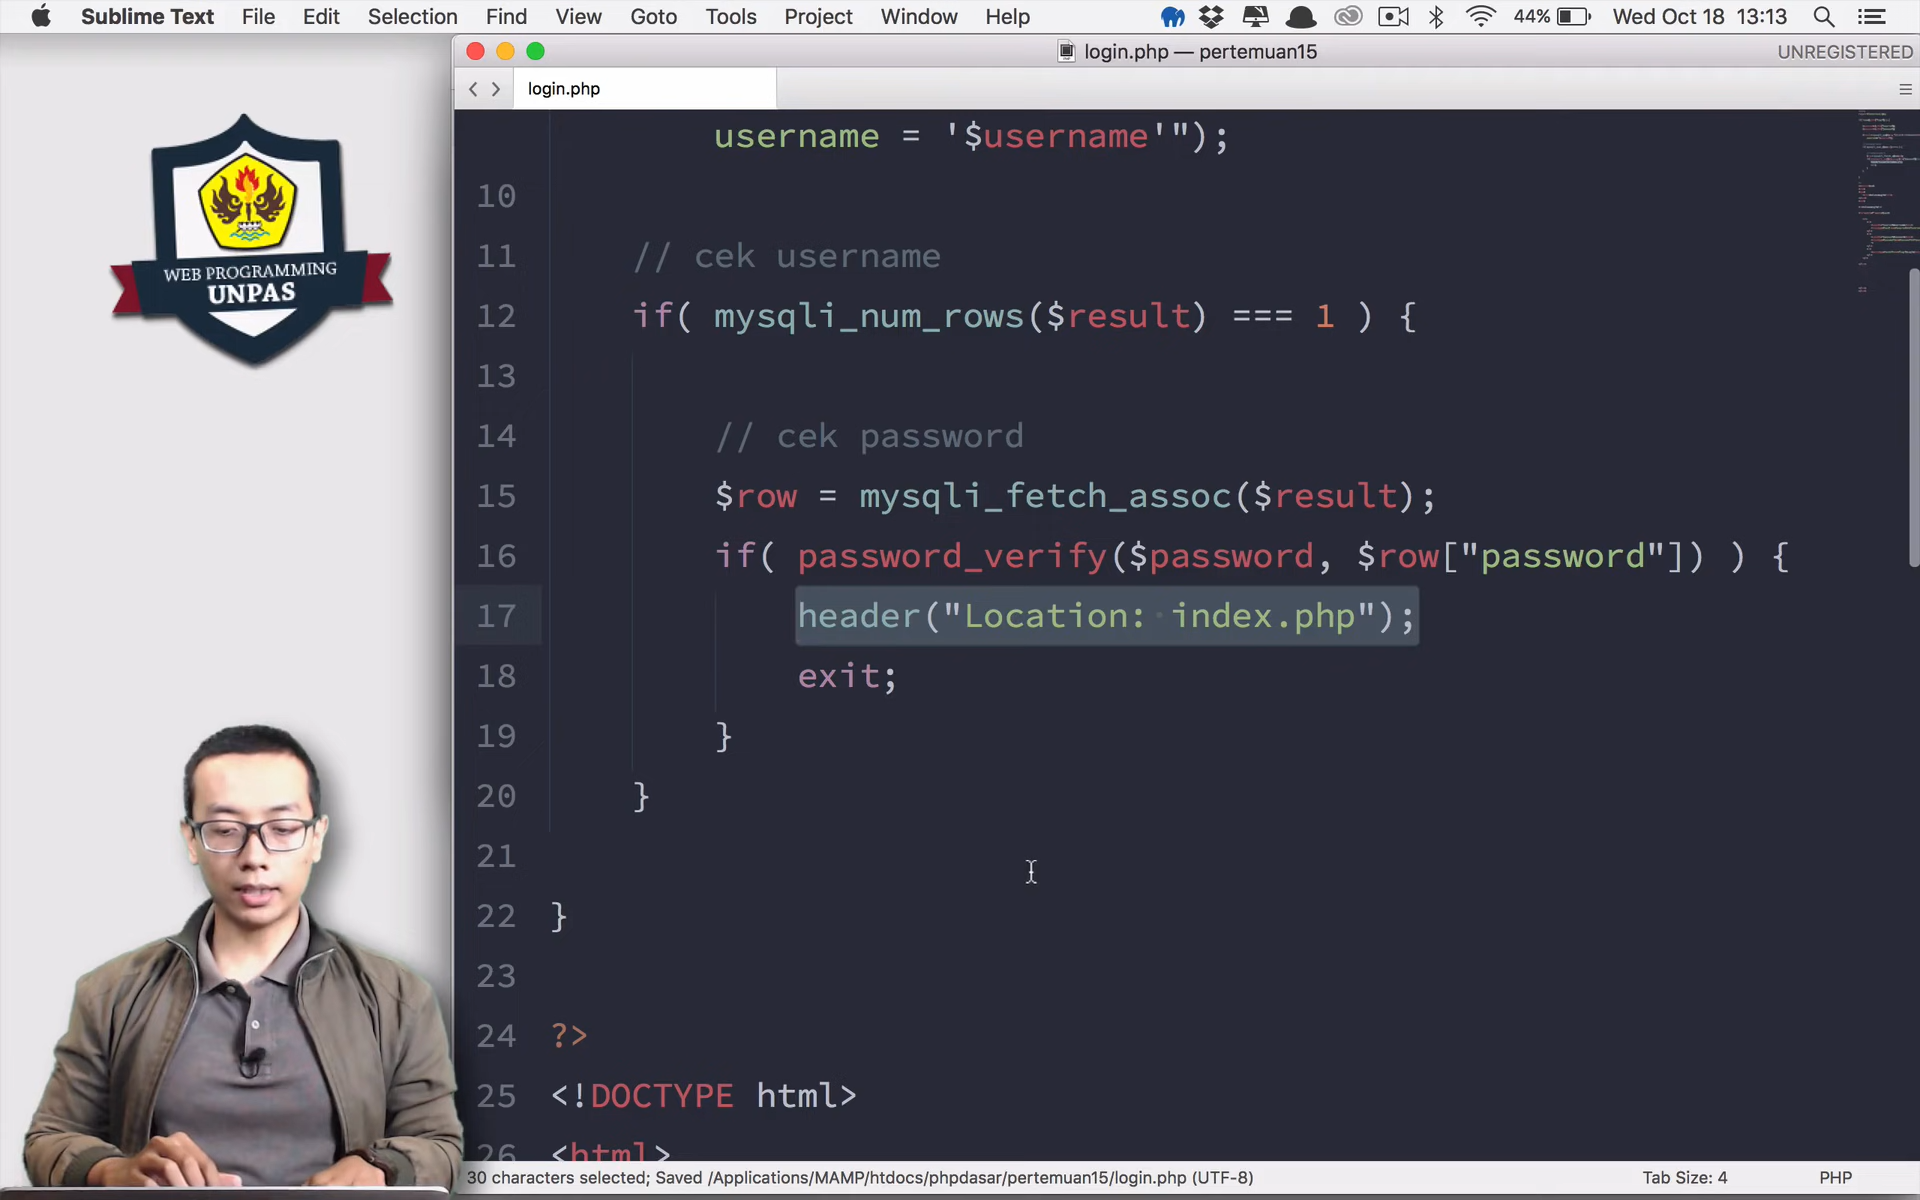 Sublime Text File Edit Selection Find View Goto Tools Project Window Help 44% Wed Oct 18 13:13
login.php — pertemuan15 UNREGISTERED
login.php
WEB PROGRAMMING
UNPAS
username = '$username'");
10
11 // cek username
12 if( mysqli_num_rows($result) === 1 ) {
13
14 // cek password
15 $row = mysqli_fetch_assoc($result);
16 if( password_verify($password, $row["password"]) ) {
17 header("Location: index.php");
18 exit;
19 }
20 }
21
22 }
23
24 ?>
25 <!DOCTYPE html>
26 <html>
30 characters selected; Saved /Applications/MAMP/htdocs/phpdasar/pertemuan15/login.php (UTF-8) Tab Size: 4 PHP